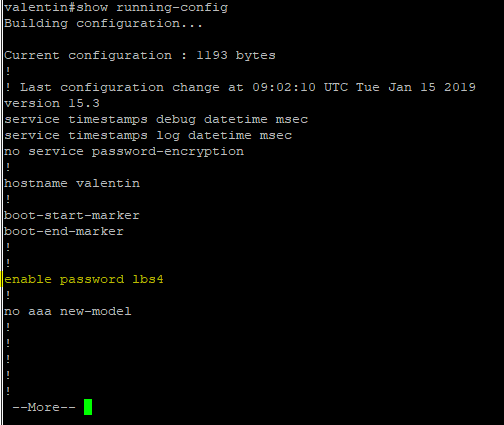 valentin#show running-config
Building configuration...
Current configuration : 1193 bytes
!
! Last configuration change at 09:02:10 UTC Tue Jan 15 2019
version 15.3
service timestamps debug datetime msec
service timestamps log datetime msec
no service password-encryption
!
hostname valentin
!
boot-start-marker
boot-end-marker
!
!
enable password lbs4
!
no aaa new-model
!
!
!
!
!
--More--